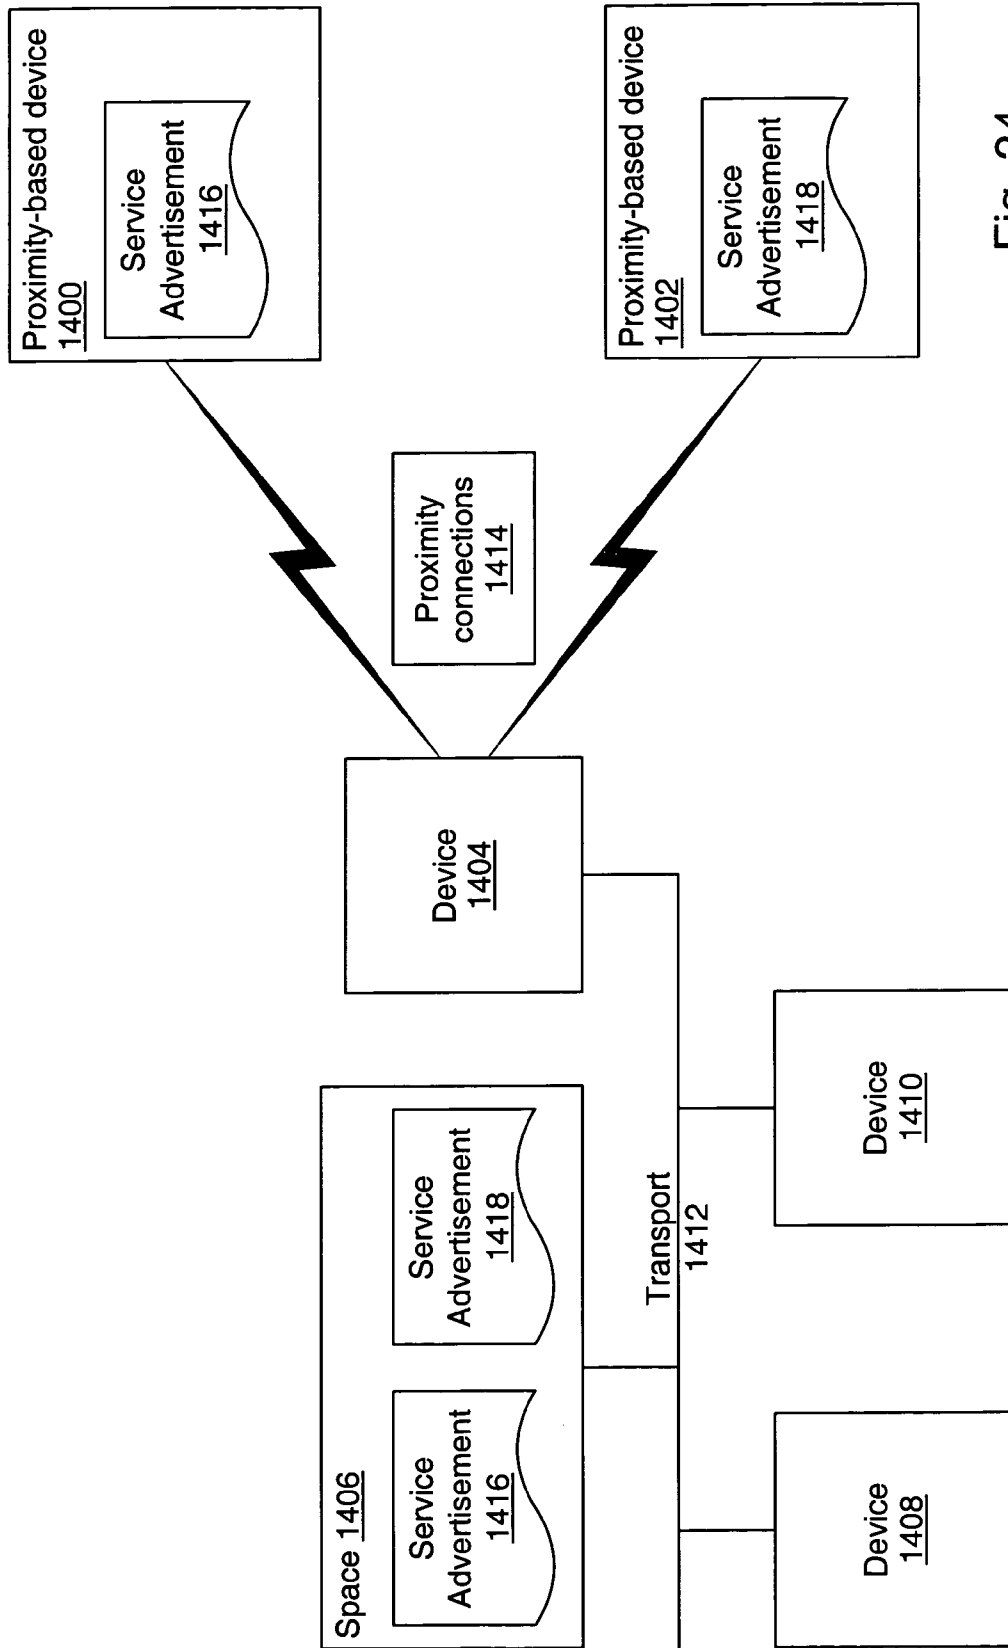 Proximity-based device
1400
Service
Advertisement
1416
Space 1406
Service
Advertisement
1416
Service
Advertisement
1418
Device
1404
Proximity
connections
1414
Proximity-based device
1402
Service
Advertisement
1418
Transport
1412
Device
1408
Device
1410
Fig. 24